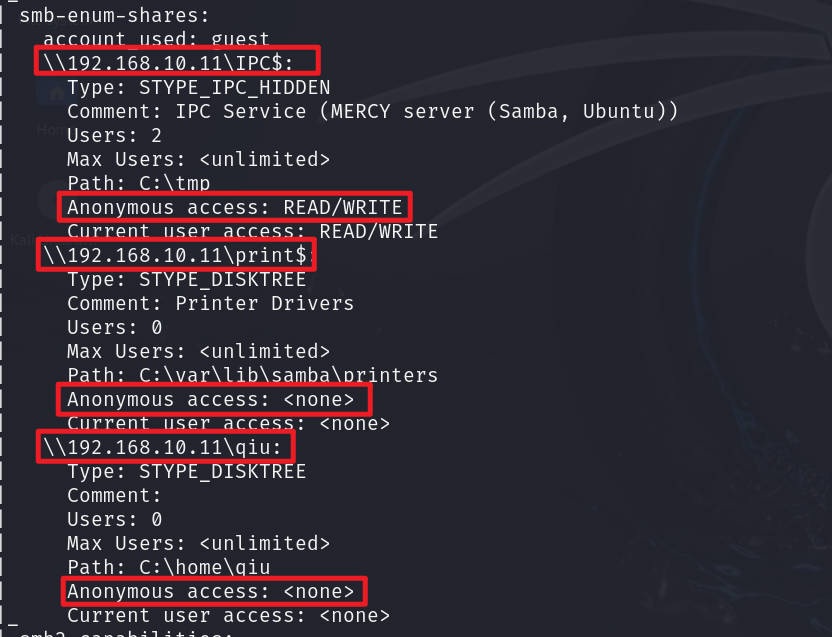 smb-enum-shares:
account_used: guest
\\192.168.10.11\IPC$:
Type: STYPE_IPC_HIDDEN
Comment: IPC Service (MERCY server (Samba, Ubuntu))
Users: 2
Max Users: <unlimited>
Path: C:\tmp
Anonymous access: READ/WRITE
Current user access: READ/WRITE
\\192.168.10.11\print$:
Type: STYPE_DISKTREE
Comment: Printer Drivers
Users: 0
Max Users: <unlimited>
Path: C:\var\lib\samba\printers
Anonymous access: <none>
Current user access: <none>
\\192.168.10.11\qiu:
Type: STYPE_DISKTREE
Comment:
Users: 0
Max Users: <unlimited>
Path: C:\home\qiu
Anonymous access: <none>
Current user access: <none>
smb2-capabilities: